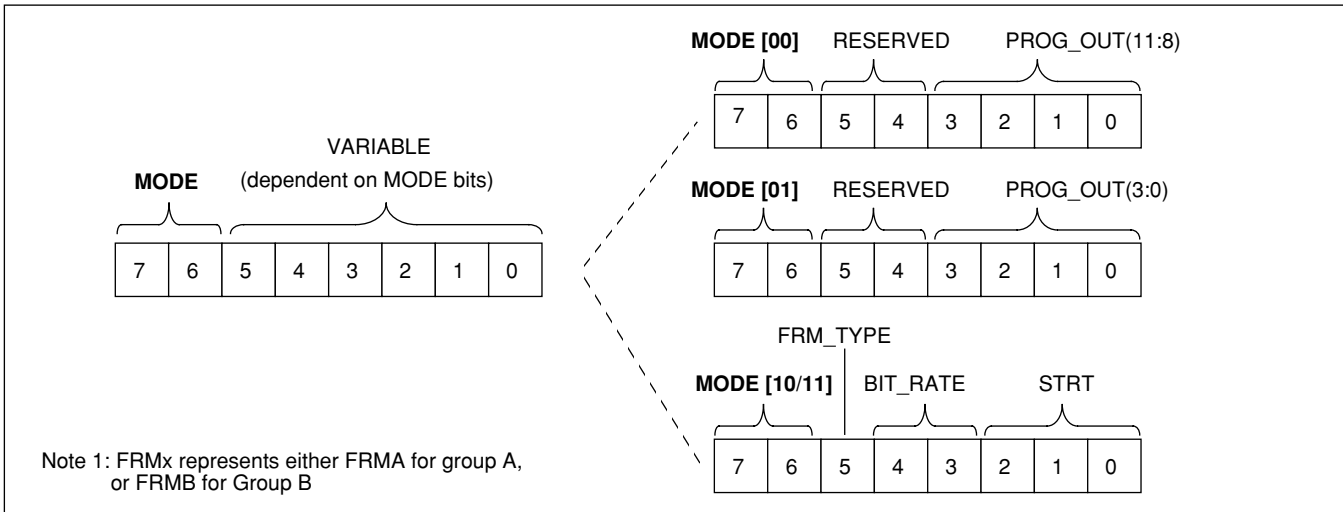 MODE [00] RESERVED PROG_OUT(11:8)
7 6 5 4 3 2 1 0
VARIABLE
MODE (dependent on MODE bits)
7 6 5 4 3 2 1 0
MODE [01] RESERVED PROG_OUT(3:0)
7 6 5 4 3 2 1 0
FRM_TYPE
MODE [10/11] BIT_RATE STRT
7 6 5 4 3 2 1 0
Note 1: FRMx represents either FRMA for group A,
or FRMB for Group B